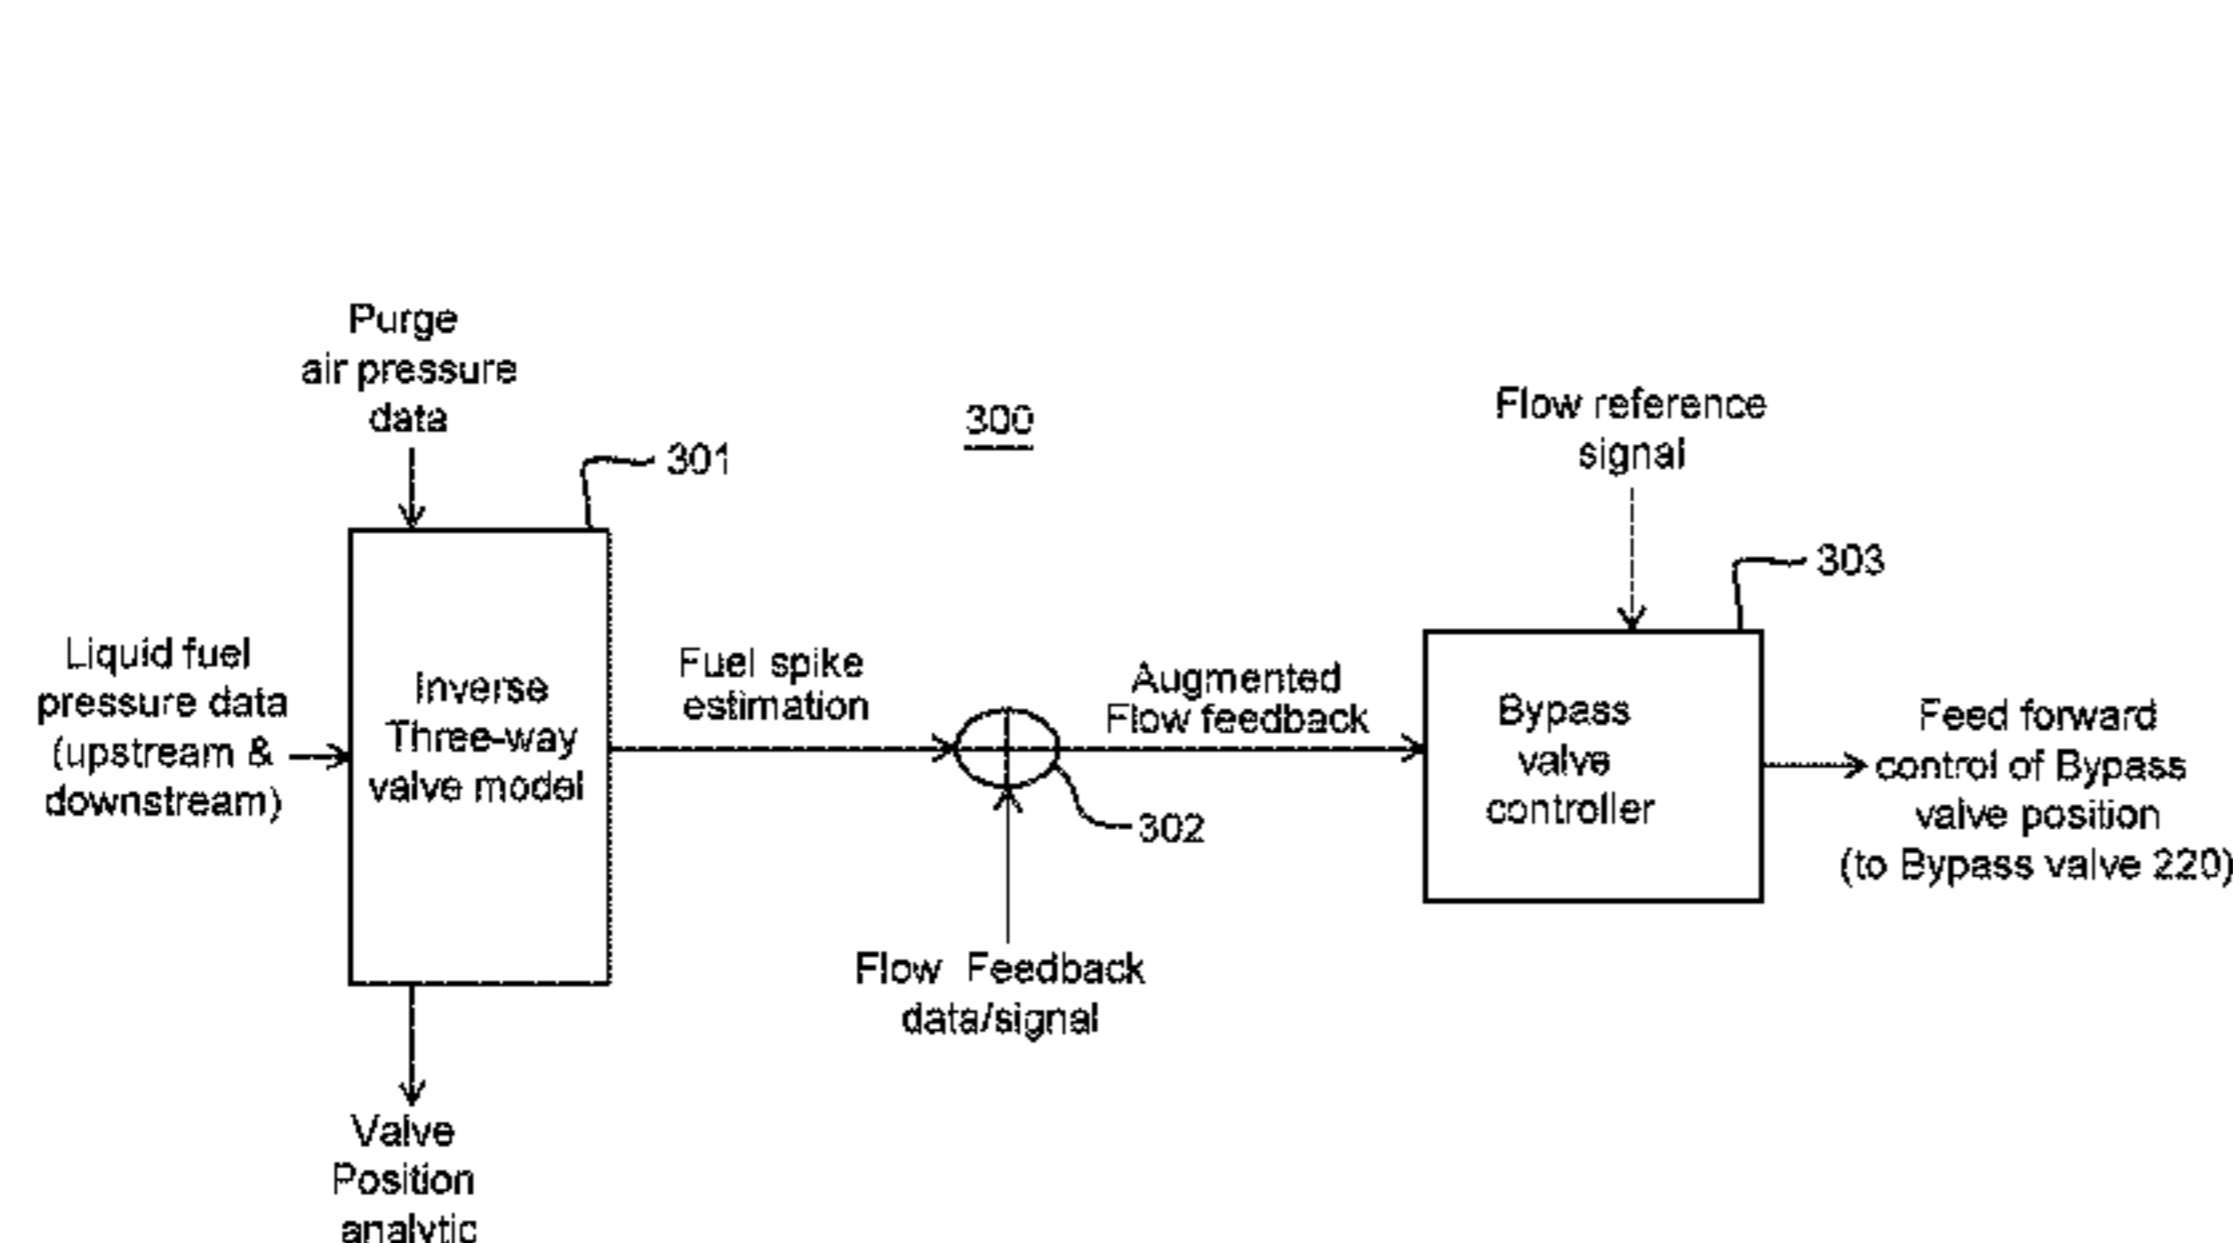 Purge
air pressure
data
300
301
Flow reference
signal
303
Liquid fuel
pressure data
(upstream &
downstream)
Inverse
Three-way
valve model
Fuel spike
estimation
Augmented
Flow feedback
302
Bypass
valve
controller
Feed forward
control of Bypass
valve position
(to Bypass valve 220)
Flow Feedback
data/signal
Valve
Position
analytic